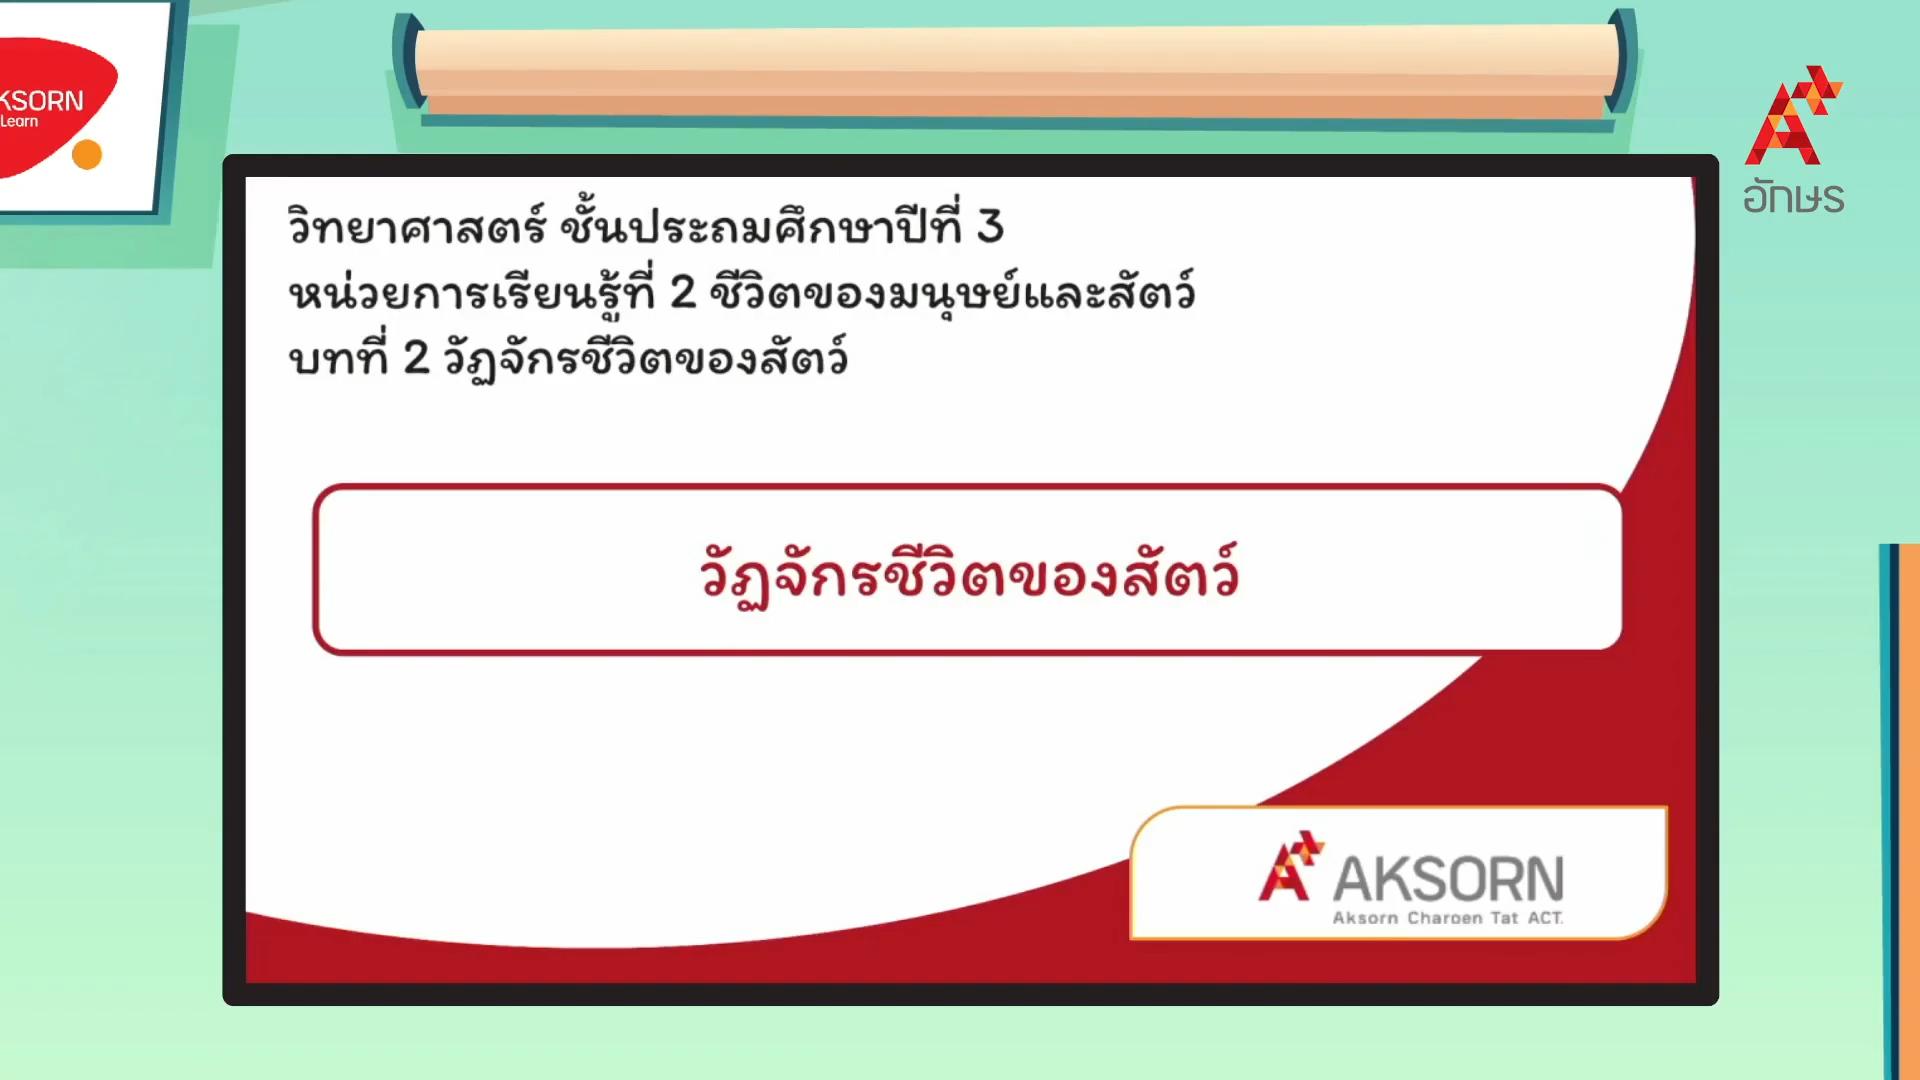 KSORN
Learn
อักษร
วิทยาศาสตร์ ชั้นประถมศึกษาปีที่ 3
หน่วยการเรียนรู้ที่ 2 ชีวิตของมนุษย์และสัตว์
บทที่ 2 วัฏจักรชีวิตของสัตว์
วัฏจักรชีวิตของสัตว์
AKSORN
Aksorn Charoen Tat ACT.